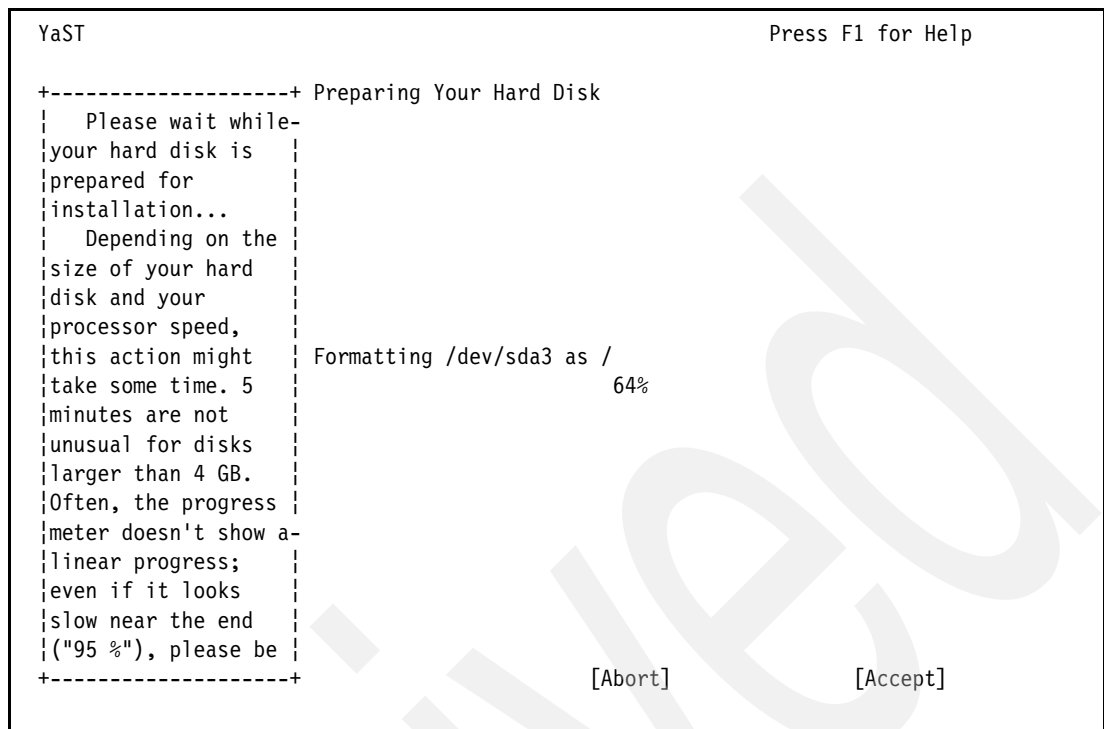 YaST Press F1 for Help
+--------------------+ Preparing Your Hard Disk
¦   Please wait while-
¦your hard disk is   ¦
¦prepared for        ¦
¦installation...     ¦
¦   Depending on the ¦
¦size of your hard   ¦
¦disk and your       ¦
¦processor speed,    ¦
¦this action might   ¦ Formatting /dev/sda3 as /
¦take some time. 5   ¦ 64%
¦minutes are not     ¦
¦unusual for disks   ¦
¦larger than 4 GB.   ¦
¦Often, the progress ¦
¦meter doesn't show a-
¦linear progress;    ¦
¦even if it looks    ¦
¦slow near the end   ¦
¦("95 %"), please be ¦
+--------------------+ [Abort] [Accept]
ived